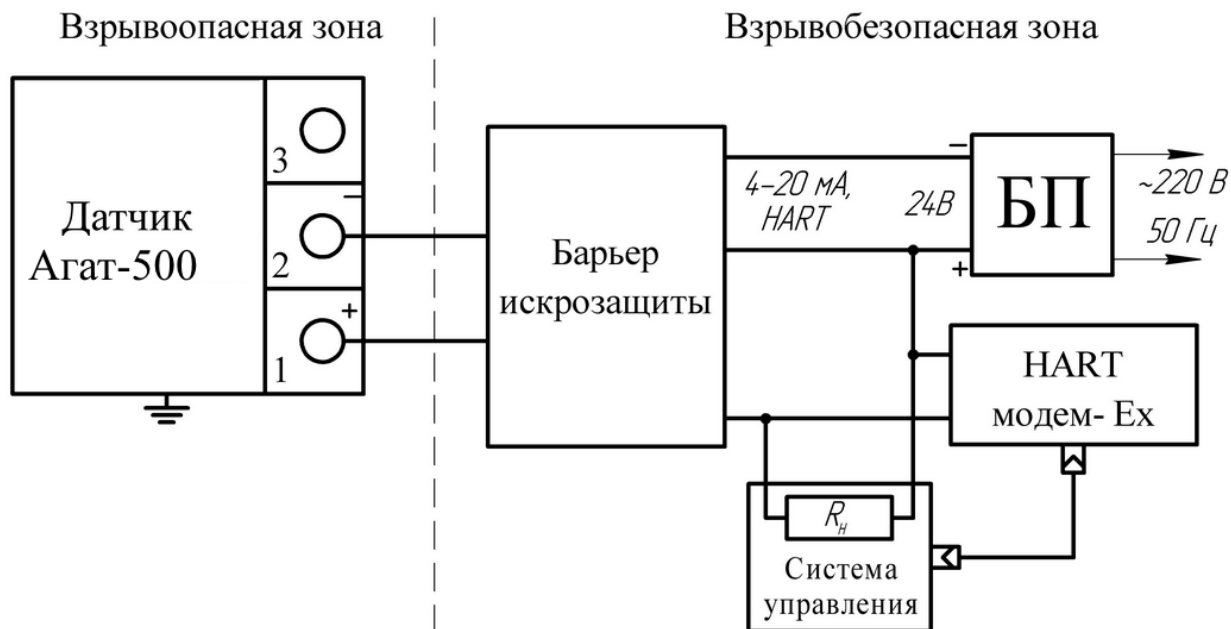 Взрывоопасная зона
Взрывобезопасная зона
Датчик
Агат-500
3
2
−
1
+
Барьер
искрозащиты
4-20 мА,
HART
24В
−
+
БП
~220 В
50 Гц
HART
модем- Ex
Rн
Система
управления